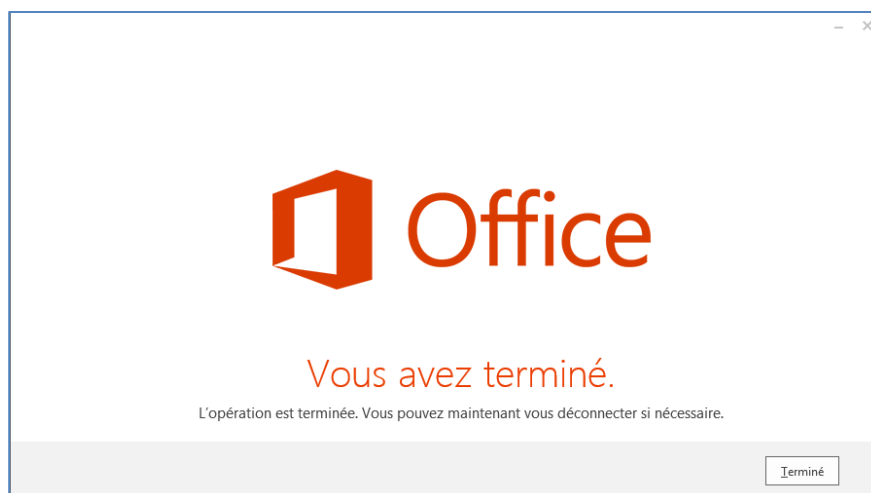 Office
Vous avez terminé.
L'opération est terminée. Vous pouvez maintenant vous déconnecter si nécessaire.
Terminé